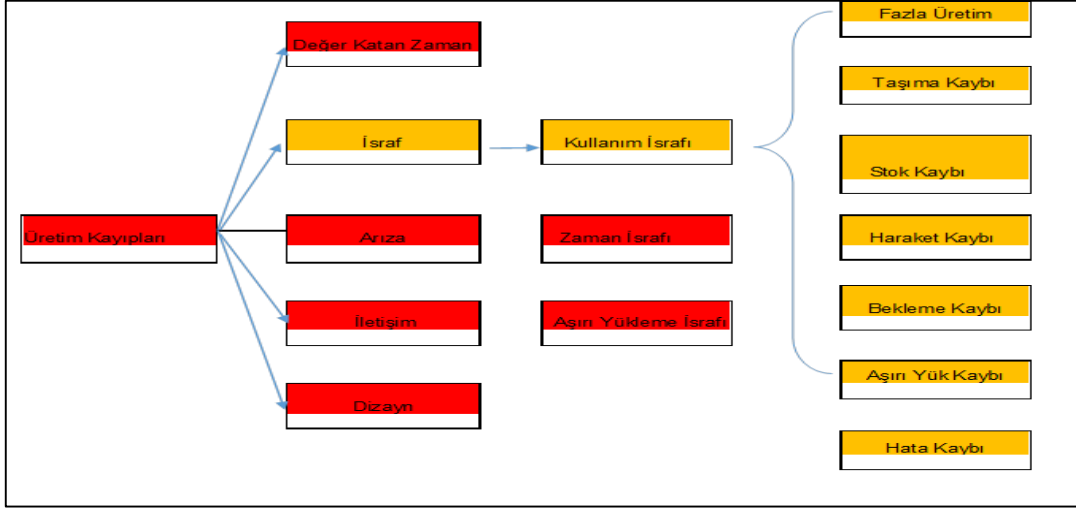 Üretim Kayıpları
Değer Katan Zaman
İsraf
Arıza
İletişim
Dizayn
Kullanım İsrafı
Zaman İsrafı
Aşırı Yükleme İsrafı
Fazla Üretim
Taşıma Kaybı
Stok Kaybı
Haraket Kaybı
Bekleme Kaybı
Aşırı Yük Kaybı
Hata Kaybı